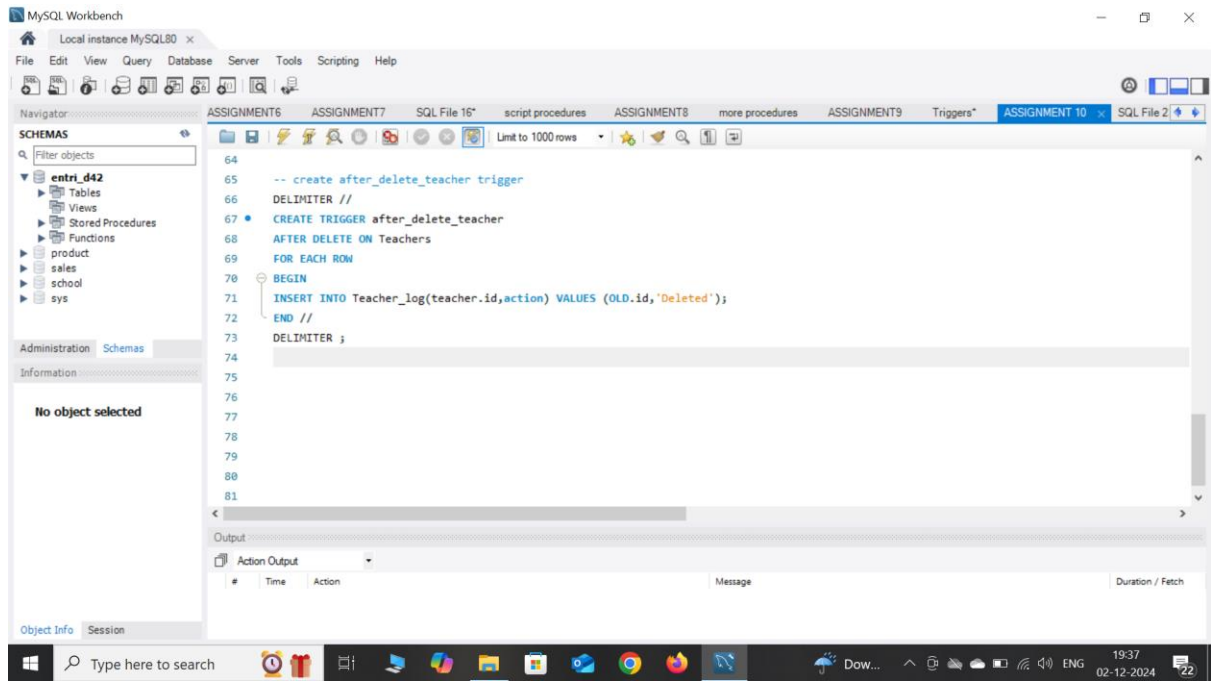 MySQL Workbench
Local instance MySQL80 ×
File Edit View Query Database Server Tools Scripting Help
Navigator
ASSIGNMENT6 ASSIGNMENT7 SQL File 16* script procedures ASSIGNMENT8 more procedures ASSIGNMENT9 Triggers* ASSIGNMENT 10 × SQL File 2
SCHEMAS
Limit to 1000 rows
Filter objects
entri_d42
Tables
Views
Stored Procedures
Functions
product
sales
school
sys
Administration Schemas
Information
No object selected
64
65 -- create after_delete_teacher trigger
66 DELIMITER //
67 CREATE TRIGGER after_delete_teacher
68 AFTER DELETE ON Teachers
69 FOR EACH ROW
70 BEGIN
71 INSERT INTO Teacher_log(teacher.id,action) VALUES (OLD.id,'Deleted');
72 END //
73 DELIMITER ;
74
75
76
77
78
79
80
81
Output
Action Output
# Time Action Message Duration / Fetch
Object Info Session
Type here to search
Dow...
ENG
19:37
02-12-2024
22